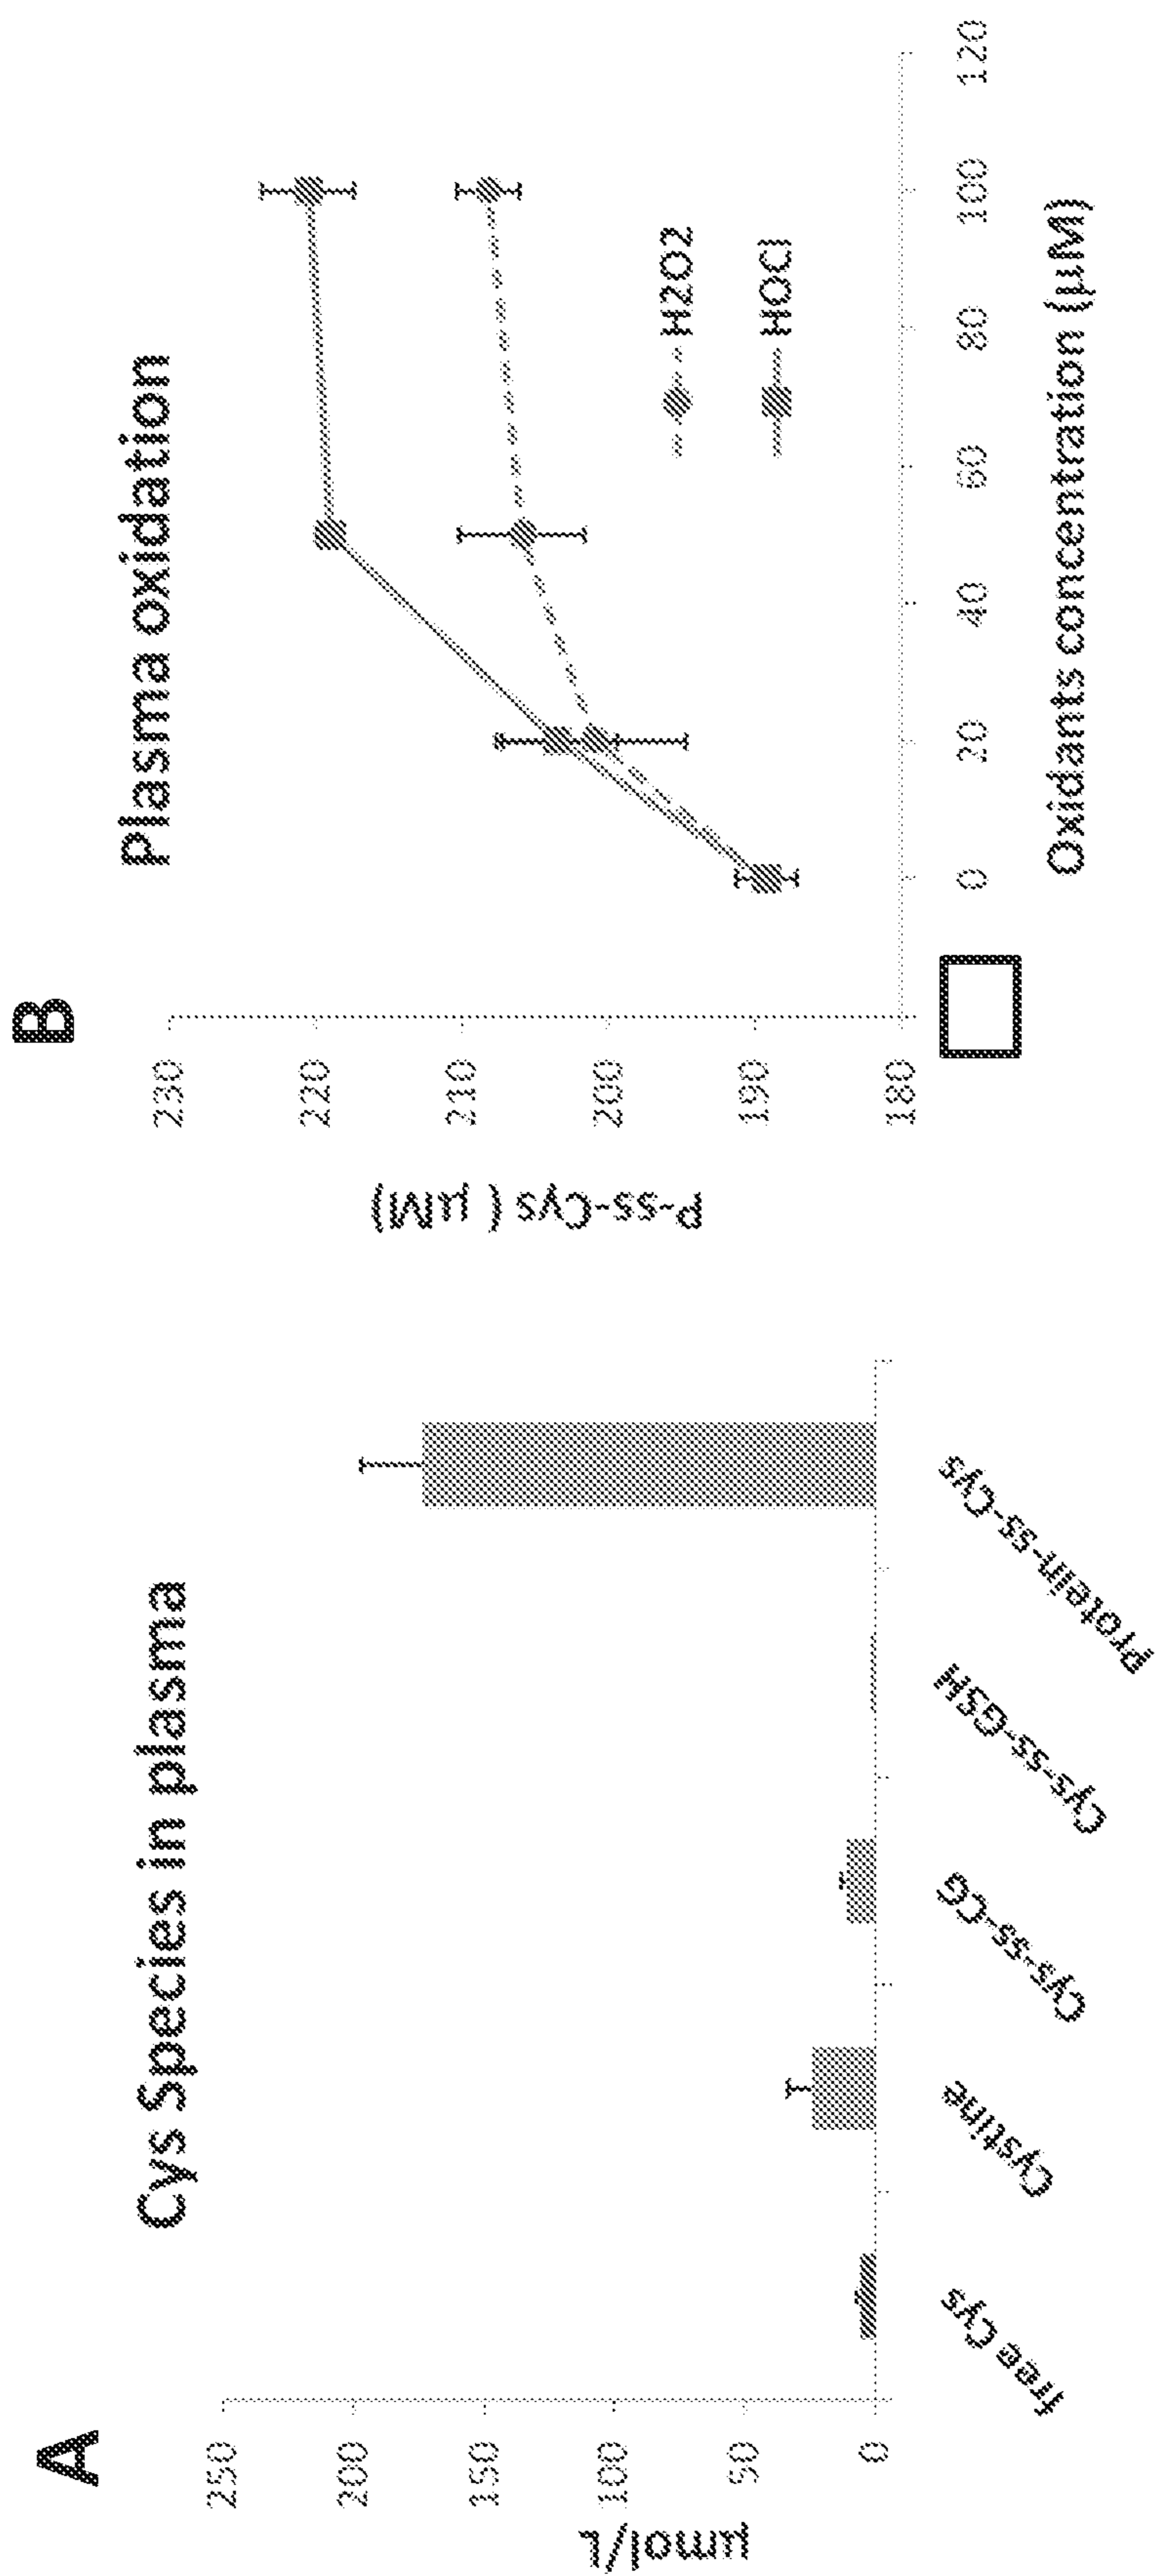 A
Cys Species in plasma
µmol/L
250
200
150
100
50
0
free Cys
Cystine
Cys-ss-CG
Cys-ss-GSH
Protein-ss-Cys
B
Plasma oxidation
P-ss-Cys ( µM)
230
220
210
200
190
180
0
20
40
60
80
100
120
Oxidants concentration (µM)
H2O2
HOCl